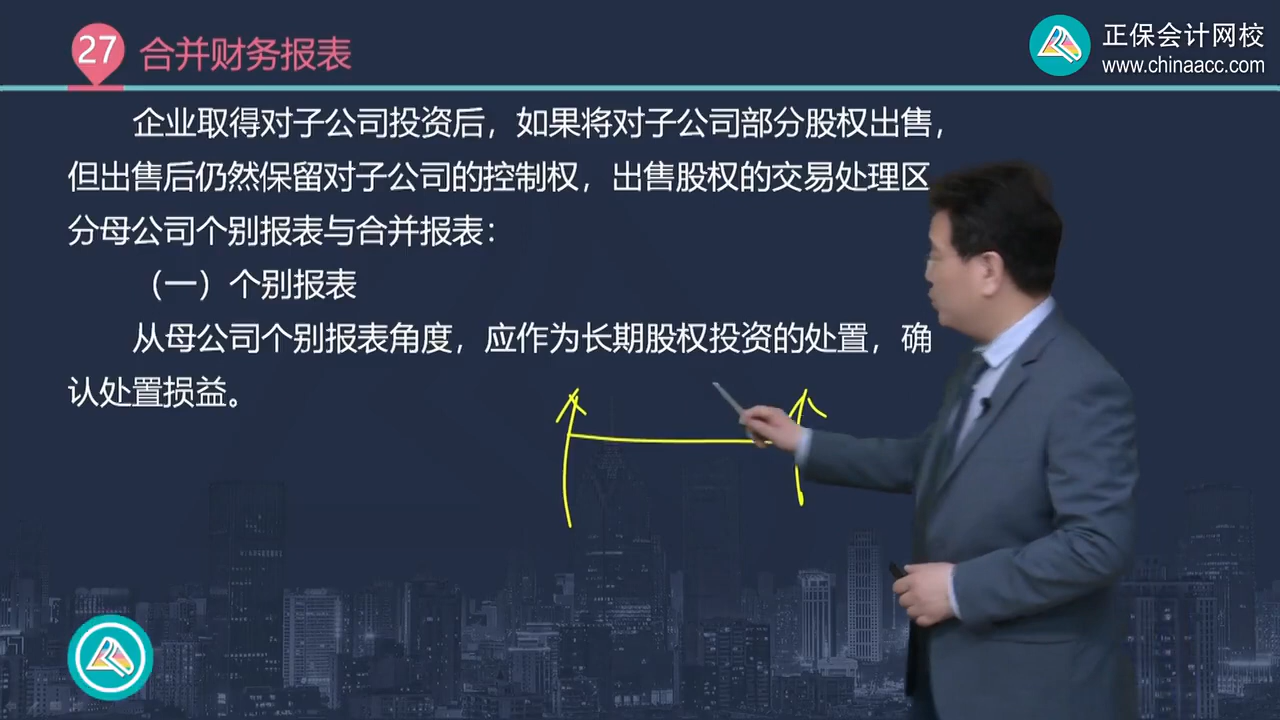 27 合并财务报表
正保会计网校
www.chinaacc.com
企业取得对子公司投资后，如果将对子公司部分股权出售，
但出售后仍然保留对子公司的控制权，出售股权的交易处理区
分母公司个别报表与合并报表：
（一）个别报表
从母公司个别报表角度，应作为长期股权投资的处置，确
认处置损益。